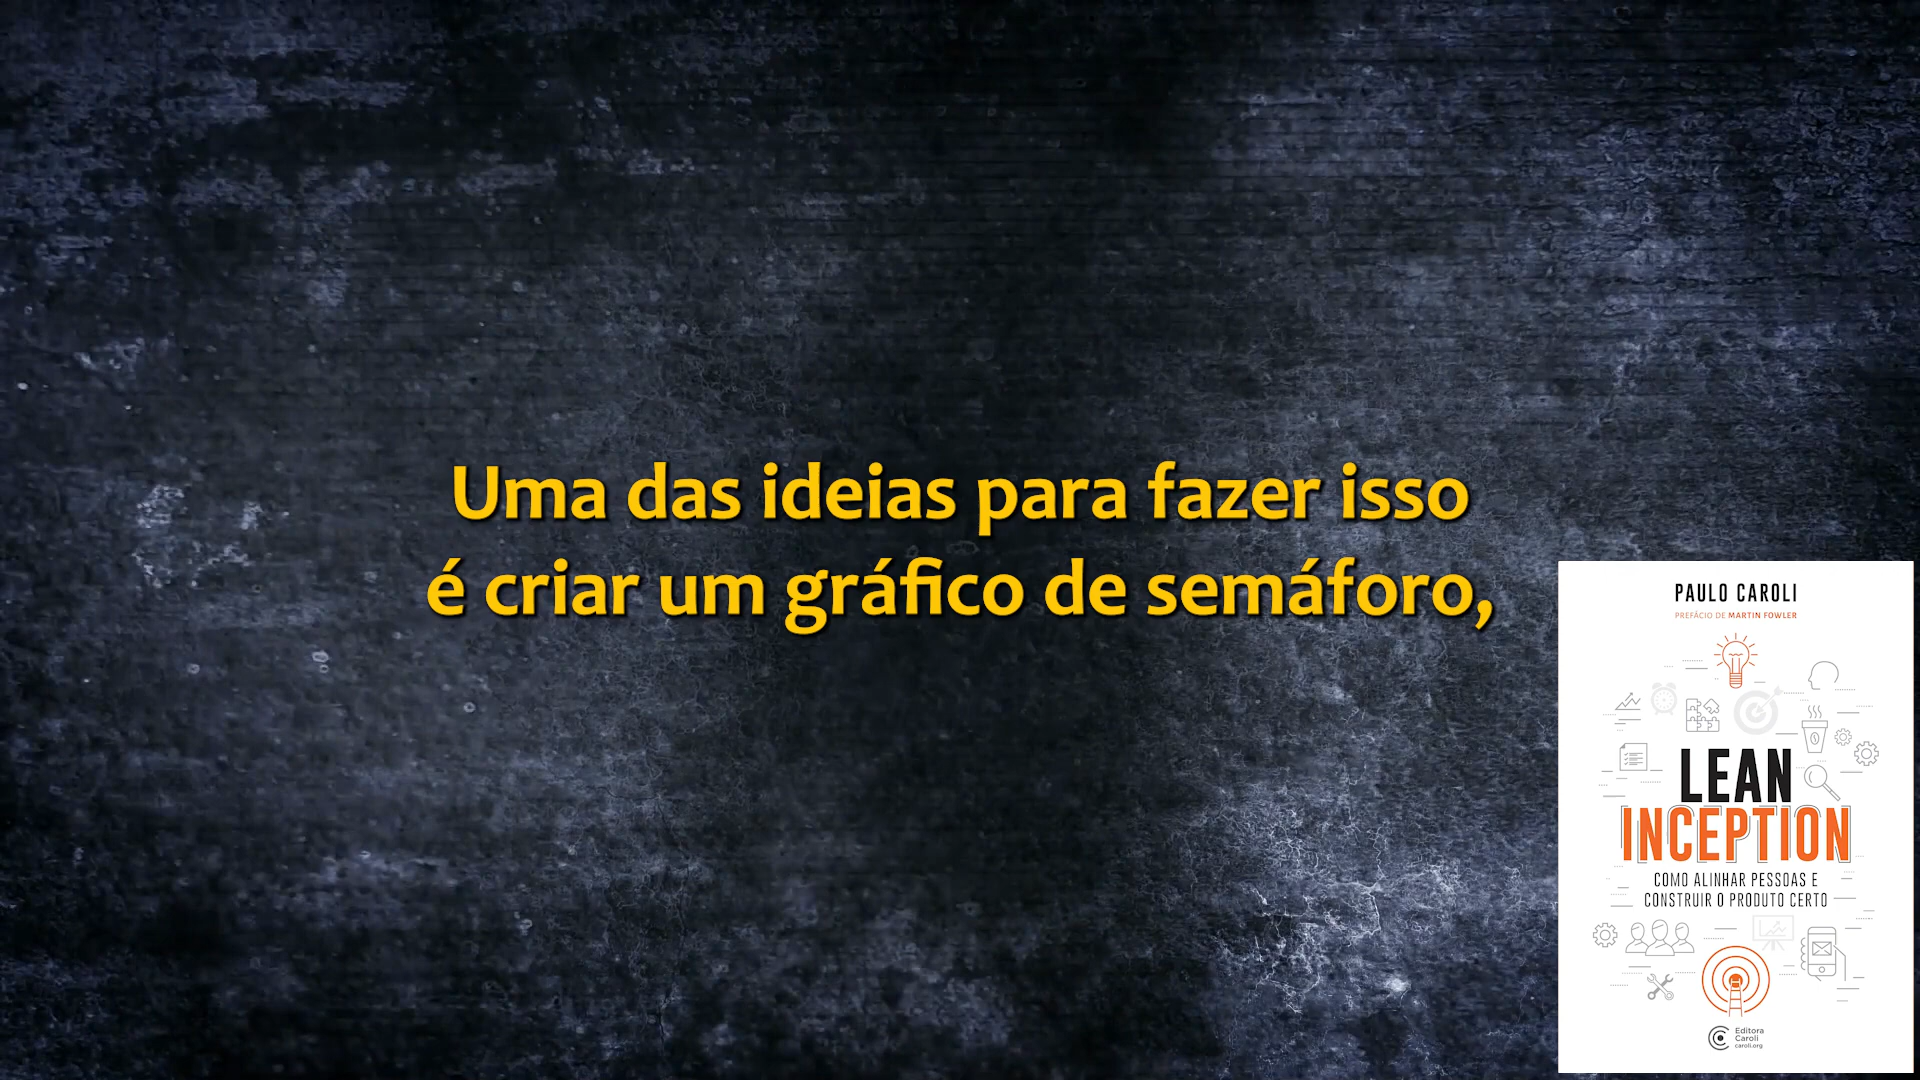 Uma das ideias para fazer isso
é criar um gráfico de semáforo,
PAULO CAROLI
PREFÁCIO DE MARTIN FOWLER
LEAN
INCEPTION
COMO ALINHAR PESSOAS E
CONSTRUIR O PRODUTO CERTO
Editora
Caroli
caroli.org